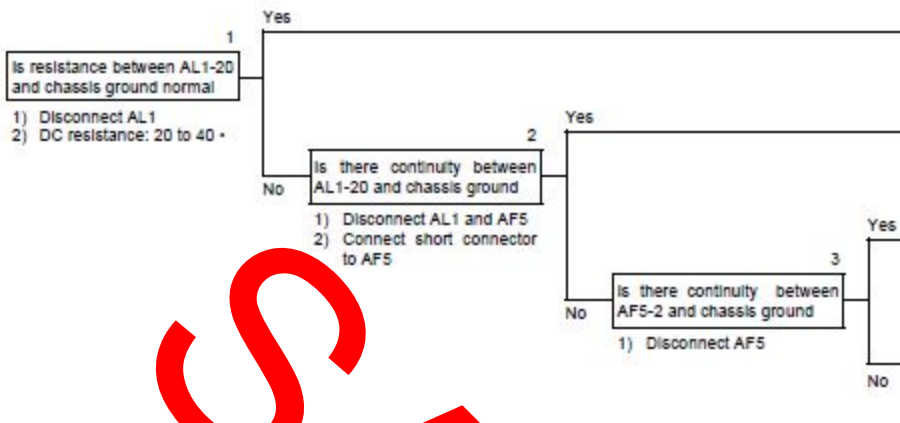 Yes
1
Is resistance between AL1-20
and chassis ground normal
1) Disconnect AL1
2) DC resistance: 20 to 40 •
Yes
2
No
Is there continuity between
AL1-20 and chassis ground
1) Disconnect AL1 and AF5
2) Connect short connector
to AF5
Yes
3
No
Is there continuity between
AF5-2 and chassis ground
1) Disconnect AF5
No